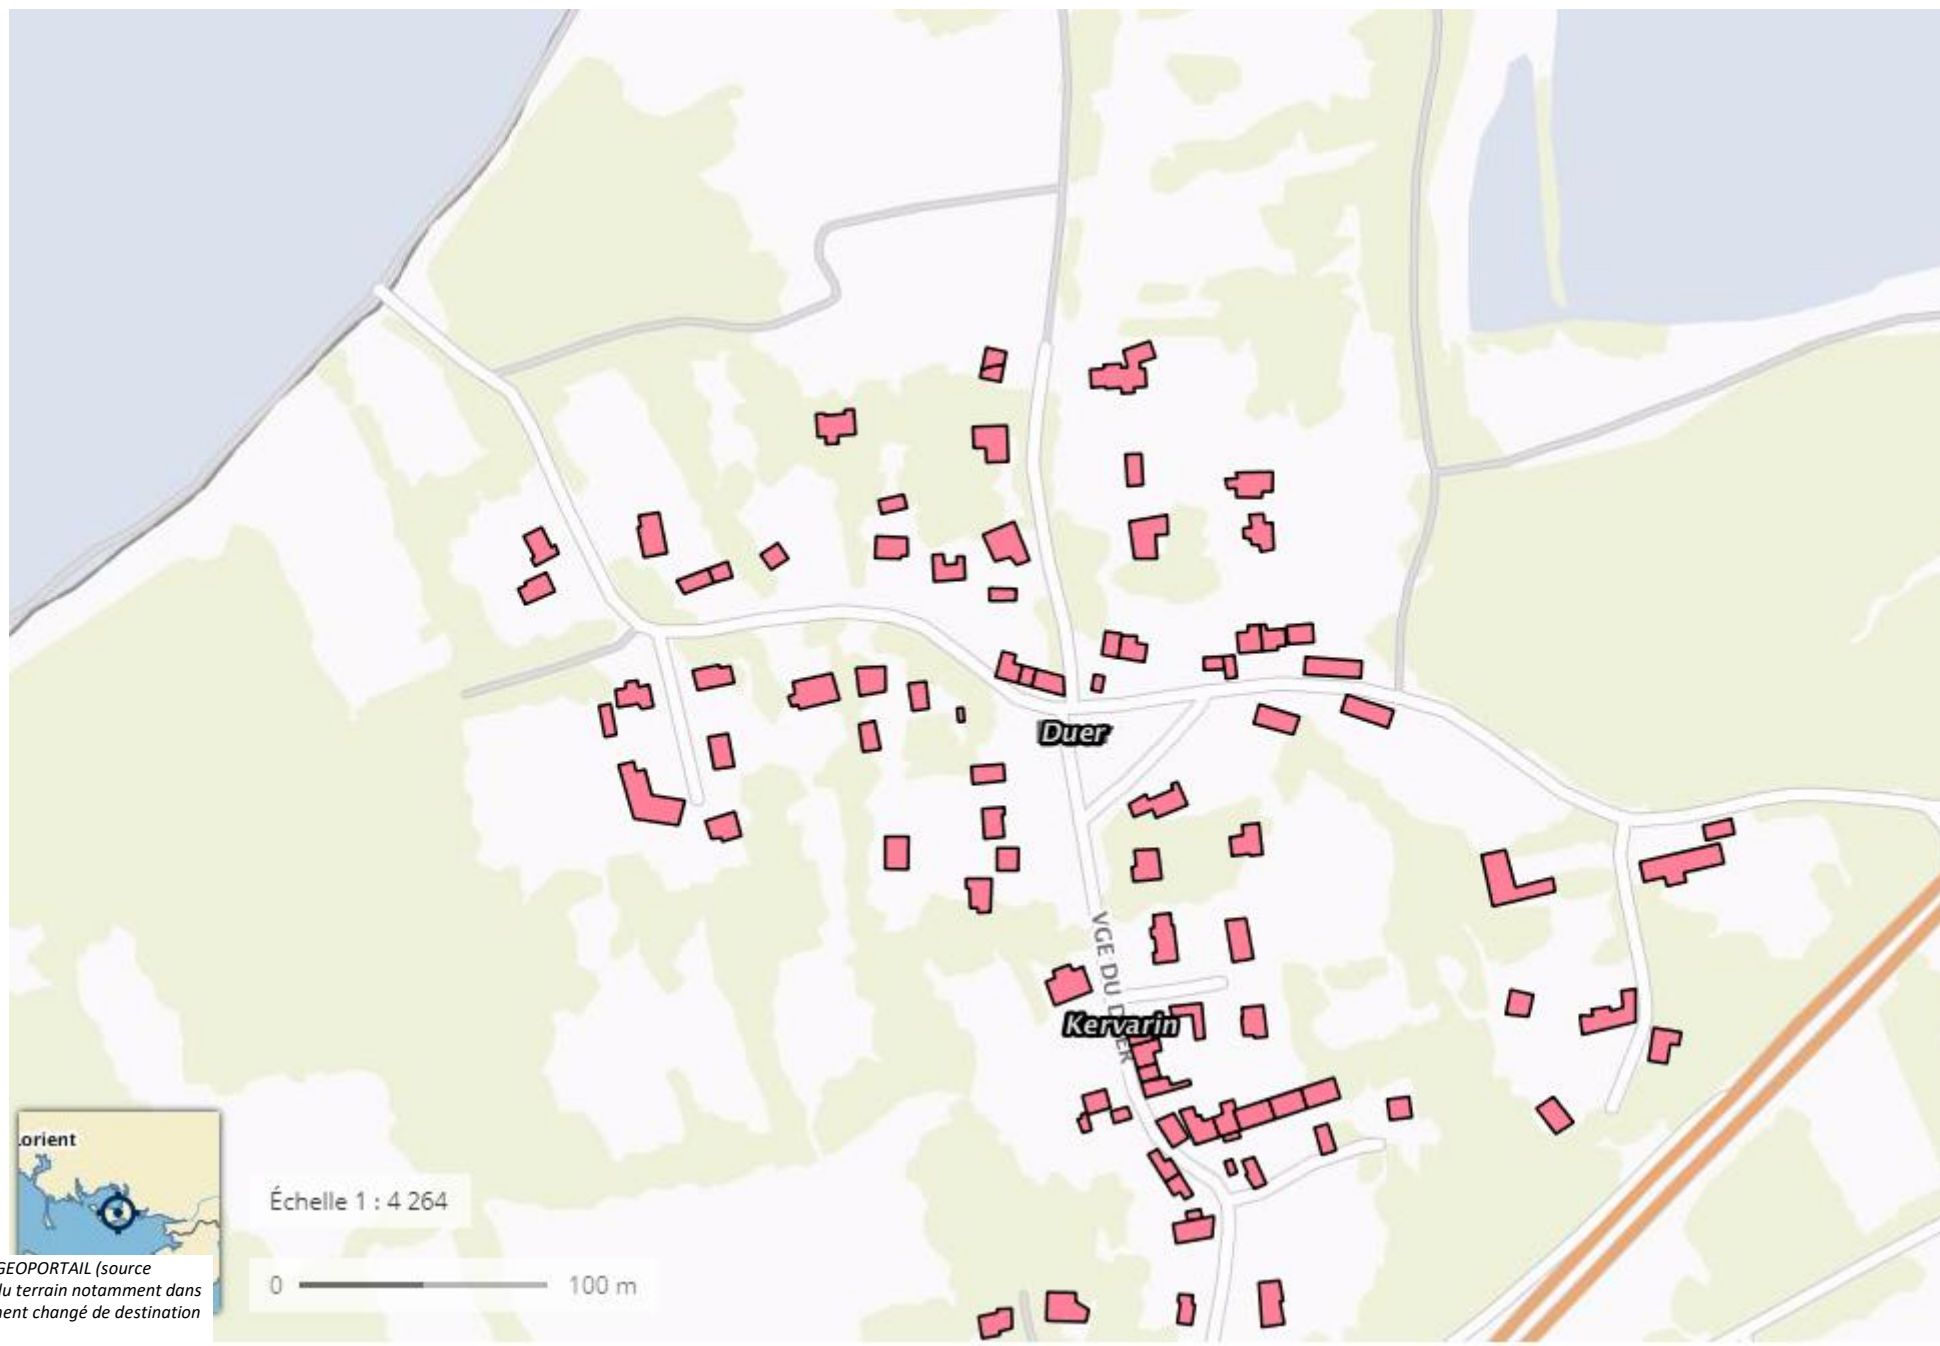 Duer
VGE DU DUER
Kervarin
Lorient
Échelle 1 : 4 264
0 100 m
GEOPORTAIL (source
du terrain notamment dans
ment changé de destination